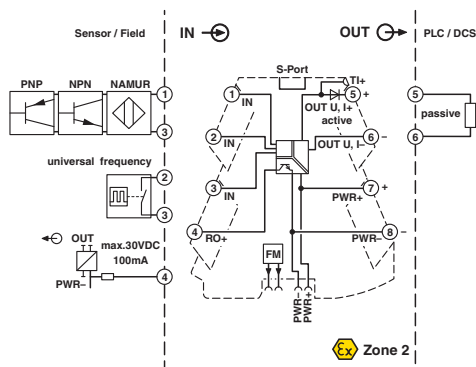 Sensor / Field
IN
OUT
PLC / DCS
PNP
NPN
NAMUR
1
3
universal frequency
2
3
OUT
max.30VDC
100mA
PWR–
4
S-Port
TI+
1
IN
2
IN
3
IN
4
RO+
5
+
OUT U, I+
active
6
–
OUT U, I–
7
+
PWR+
8
–
PWR–
FM
PWR–
PWR+
5
6
passive
Ex
Zone 2